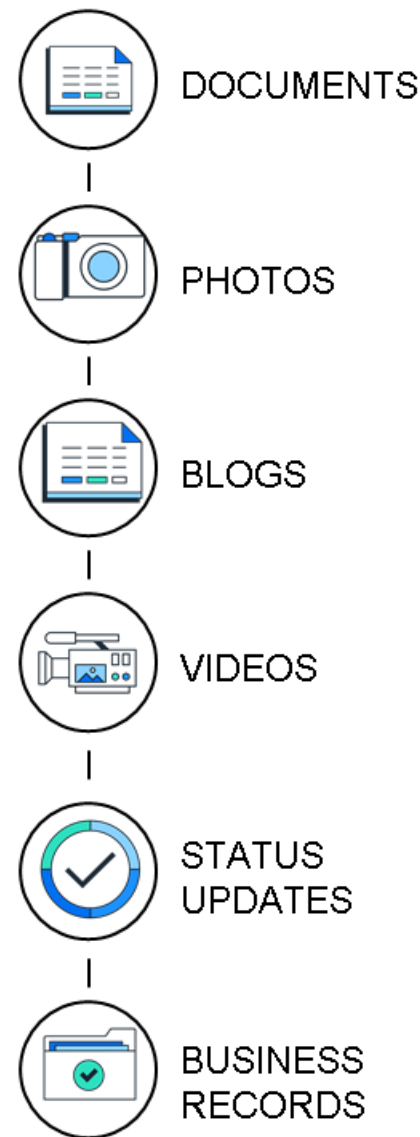 DOCUMENTS
PHOTOS
BLOGS
VIDEOS
STATUS
UPDATES
BUSINESS
RECORDS